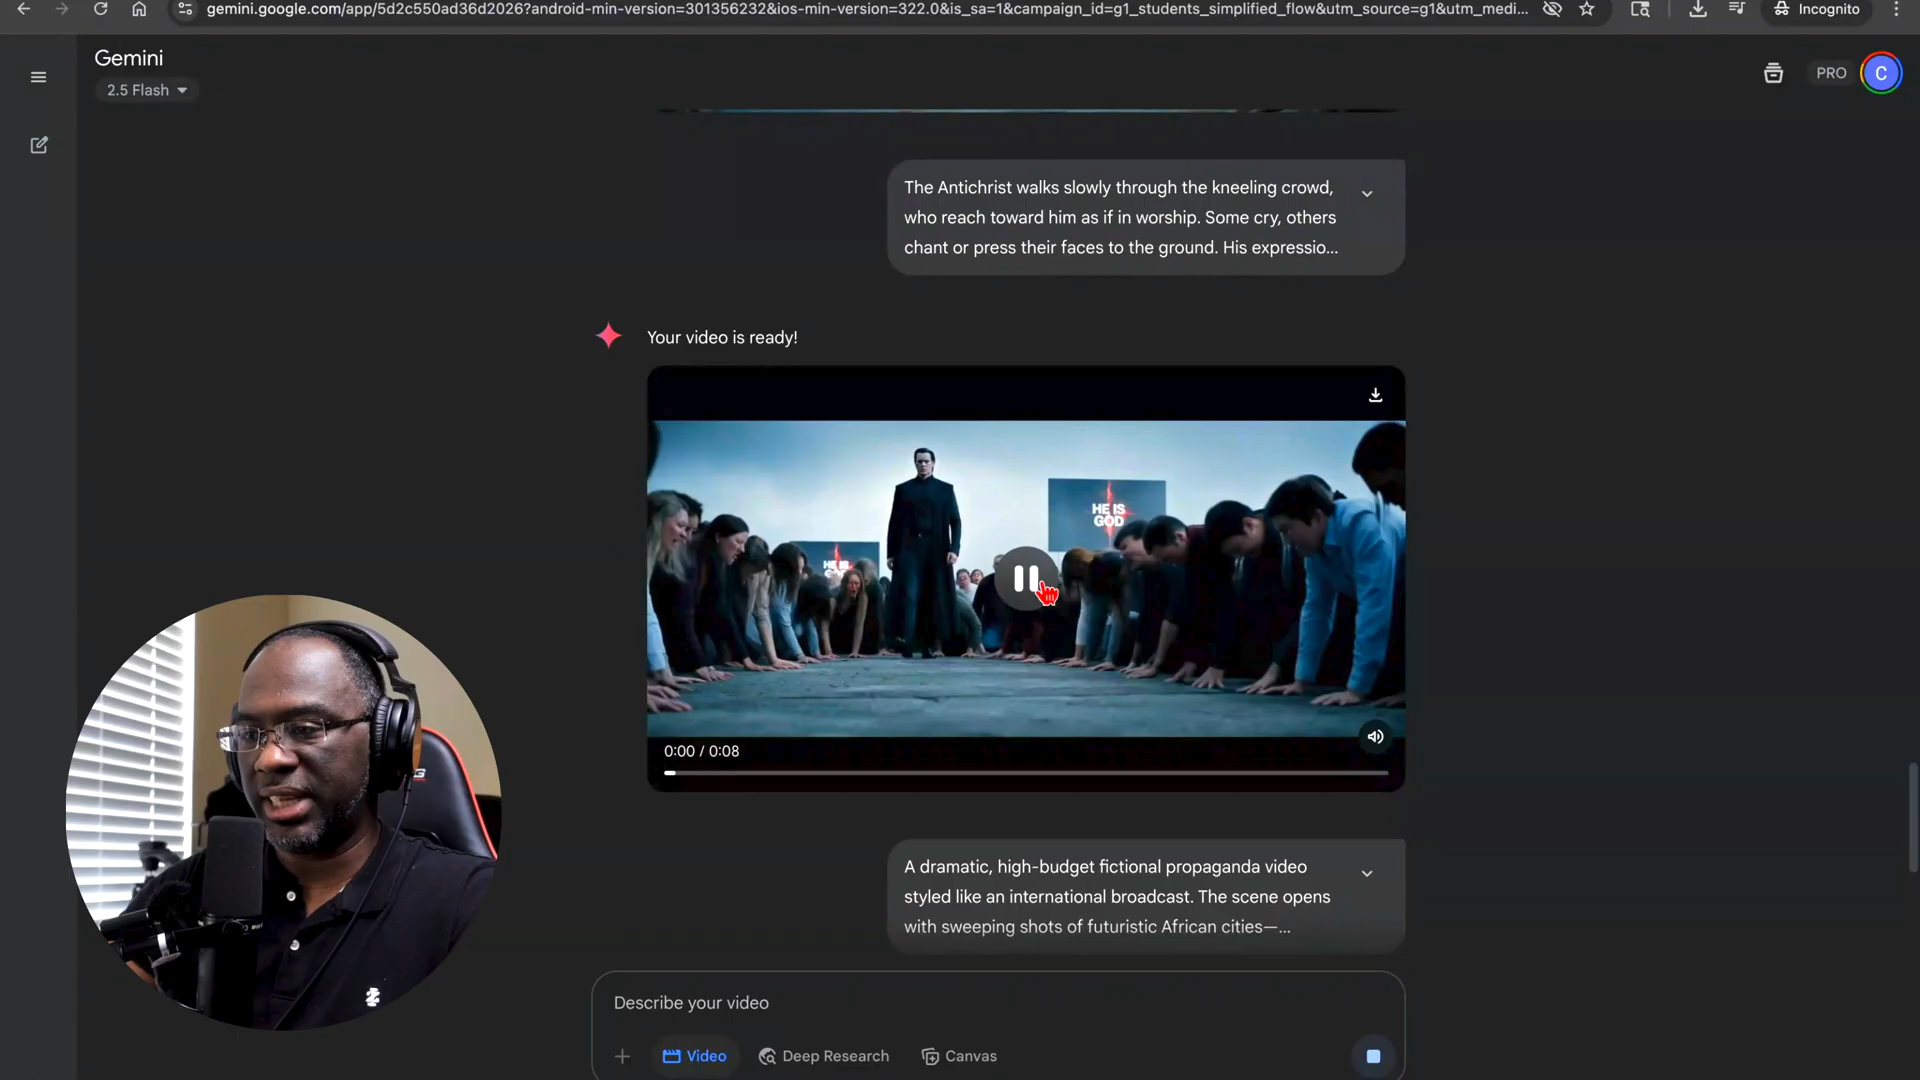 gemini.google.com/app/5d2c550ad36d2026?android-min-version=301356232&ios-min-version=322.0&is_sa=1&campaign_id=g1_students_simplified_flow&utm_source=g1&utm_medi...
Incognito
Gemini
2.5 Flash
PRO
C
The Antichrist walks slowly through the kneeling crowd,
who reach toward him as if in worship. Some cry, others
chant or press their faces to the ground. His expressio...
Your video is ready!
HE IS
GOD
HE IS
0:00 / 0:08
A dramatic, high-budget fictional propaganda video
styled like an international broadcast. The scene opens
with sweeping shots of futuristic African cities—...
Describe your video
Video
Deep Research
Canvas